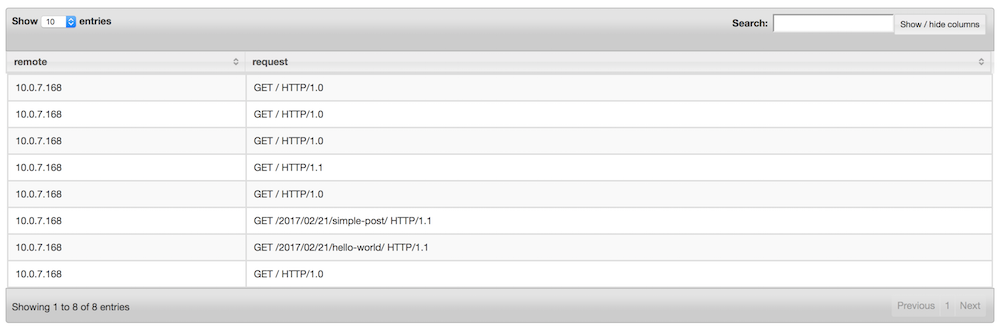 Show 10 entries Search: Show / hide columns
remote request
10.0.7.168 GET / HTTP/1.0
10.0.7.168 GET / HTTP/1.0
10.0.7.168 GET / HTTP/1.0
10.0.7.168 GET / HTTP/1.1
10.0.7.168 GET / HTTP/1.0
10.0.7.168 GET /2017/02/21/simple-post/ HTTP/1.1
10.0.7.168 GET /2017/02/21/hello-world/ HTTP/1.1
10.0.7.168 GET / HTTP/1.0
Showing 1 to 8 of 8 entries Previous 1 Next